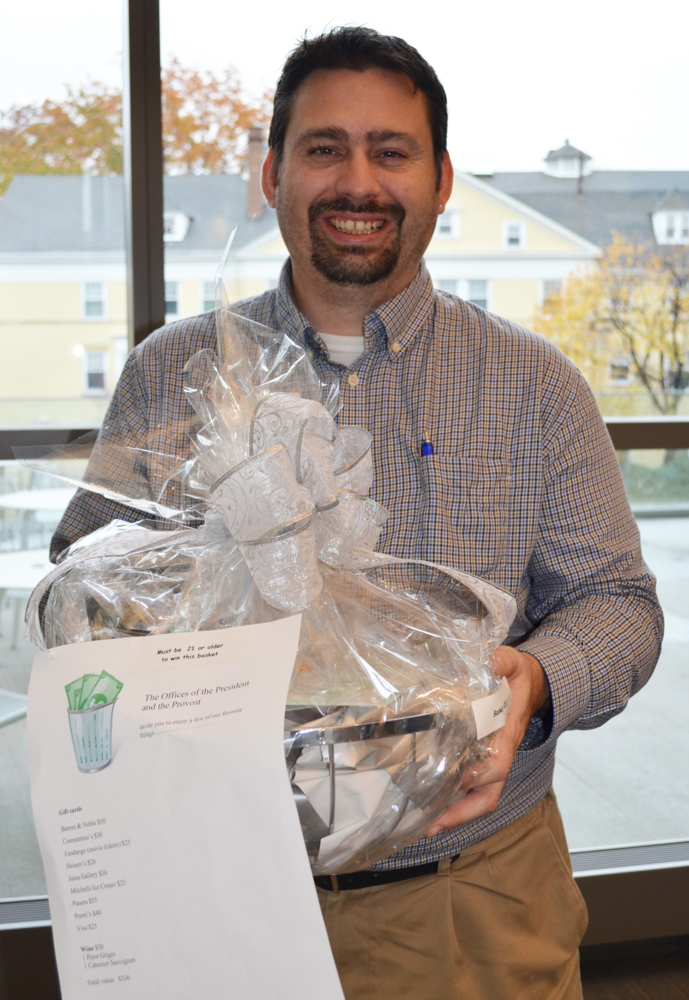 Must be 21 or older
to win this basket
The Offices of the President
and the Provost
invite you to enjoy a few of our favorite
things
Gift cards
Barnes & Noble $50
Constantino's $30
Fandango (movie tickets) $25
Heinen's $20
Juma Gallery $30
Mitchells Ice Cream $25
Panera $55
Presti's $40
Visa $25
Wine $30
1 Pinot Grigio
1 Cabernet Sauvignon
Total value: $330
Basket